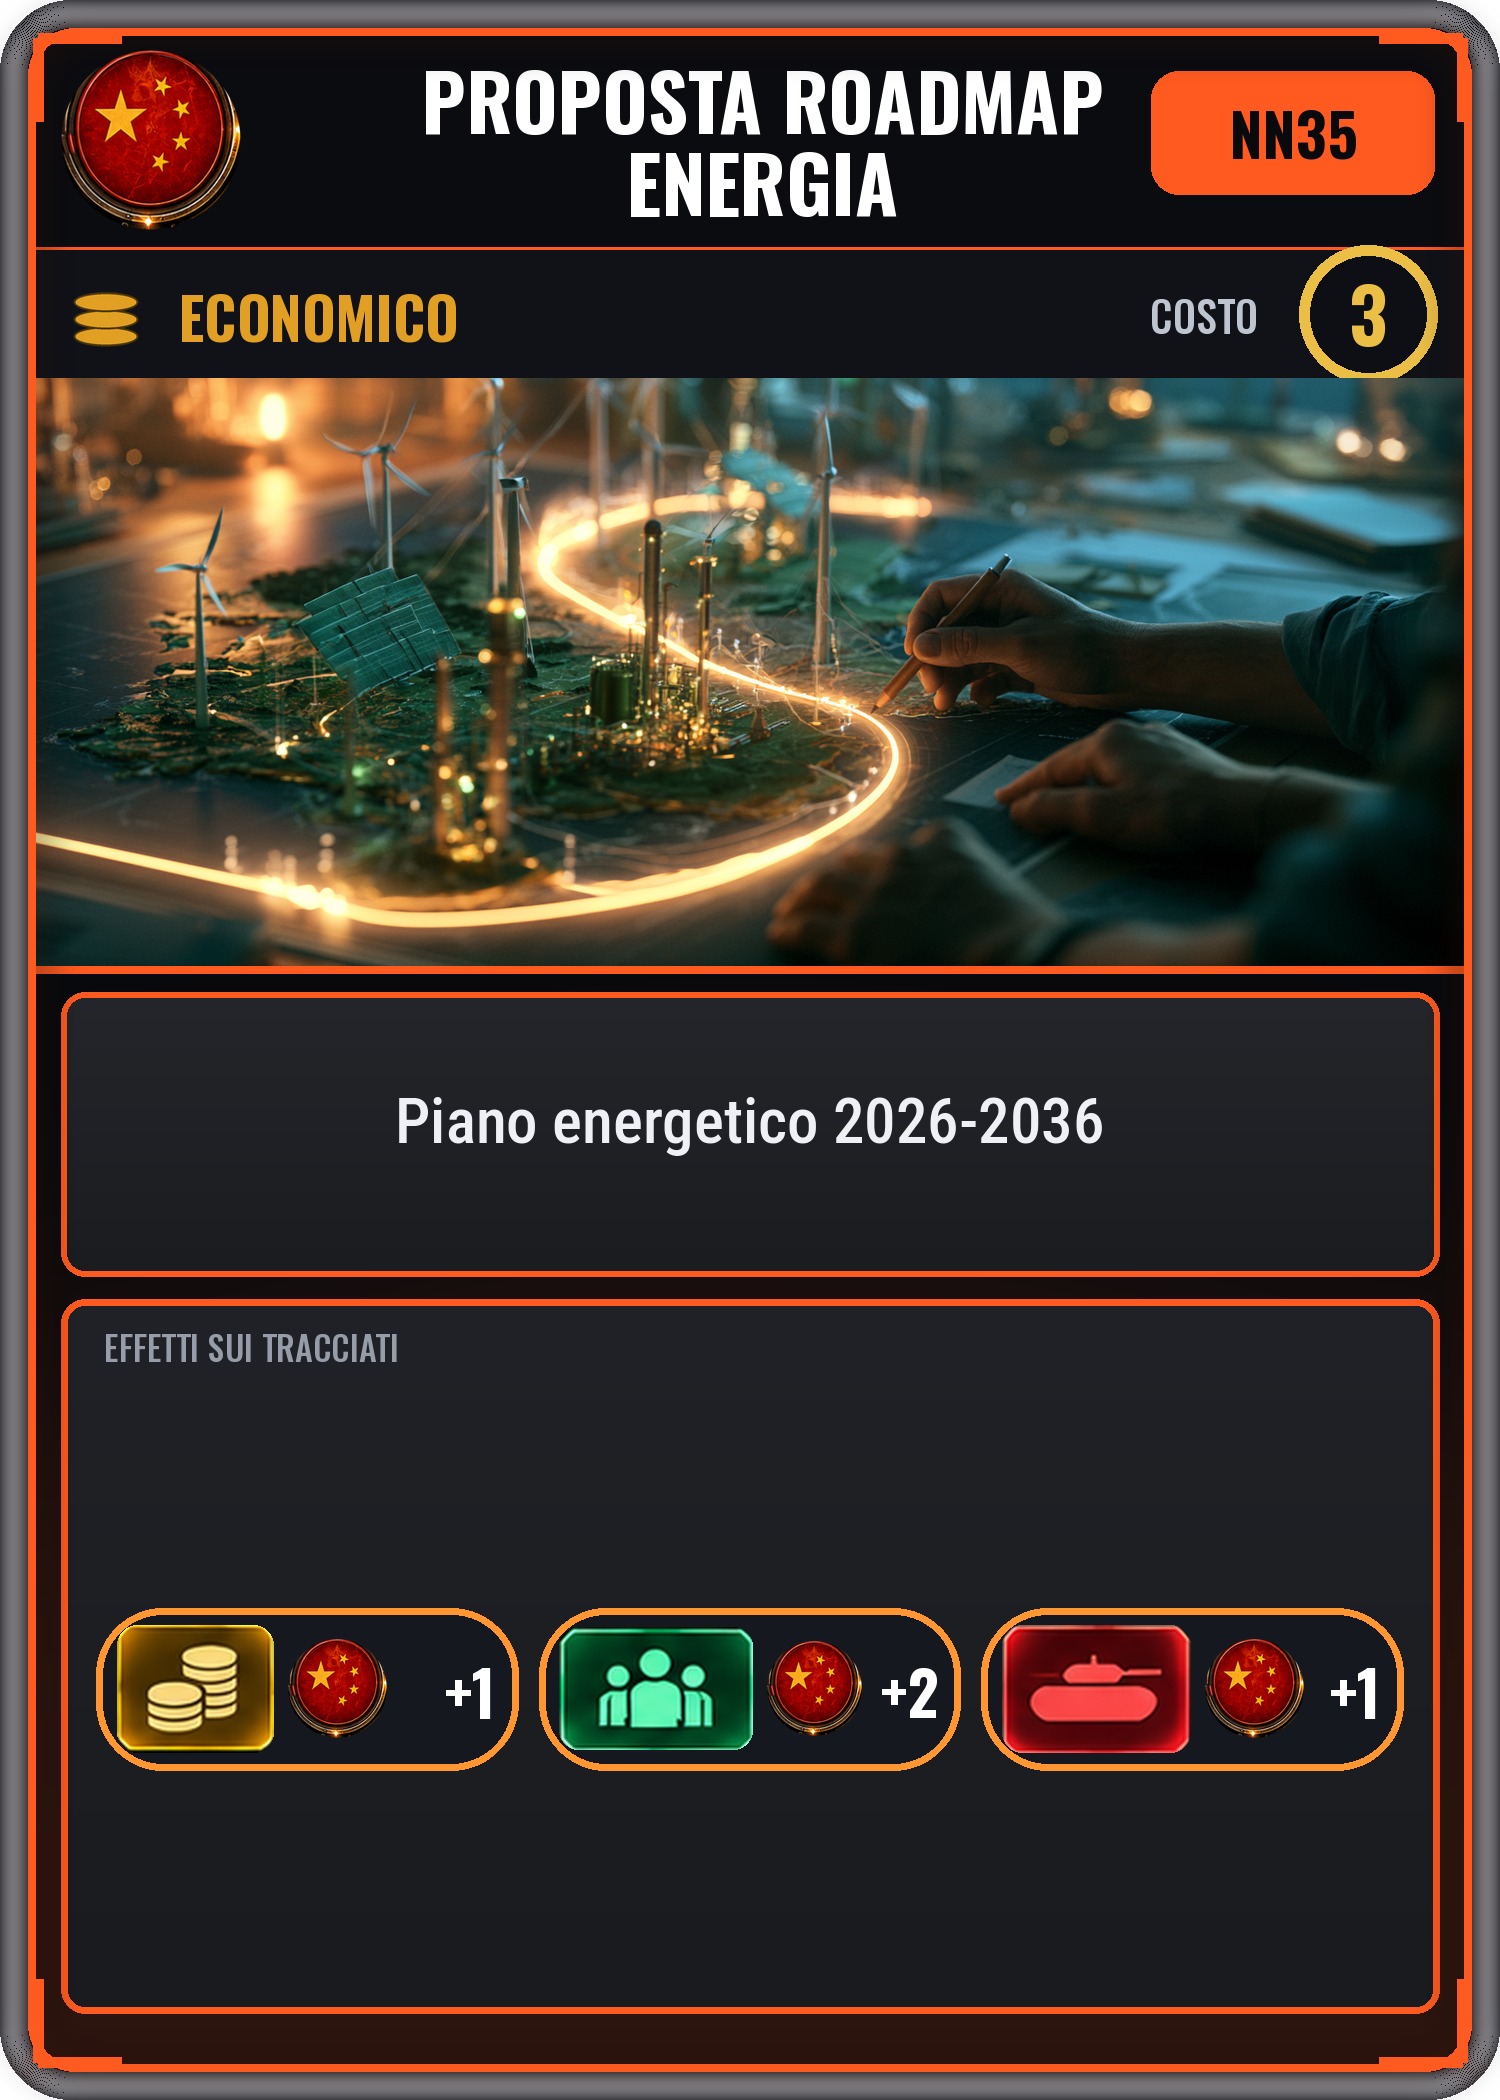 PROPOSTA ROADMAP
ENERGIA
NN35
ECONOMICO
COSTO
3
Piano energetico 2026-2036
EFFETTI SUI TRACCIATI
+1
+2
+1